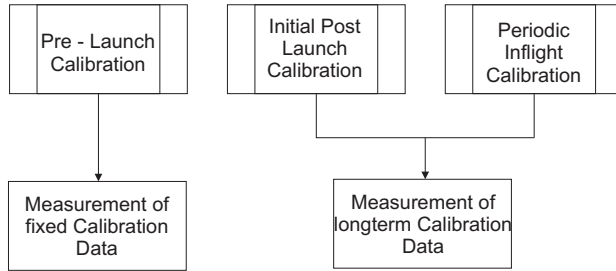 Pre - Launch
Calibration
Initial Post
Launch
Calibration
Periodic
Inflight
Calibration
Measurement of
fixed Calibration
Data
Measurement of
longterm Calibration
Data